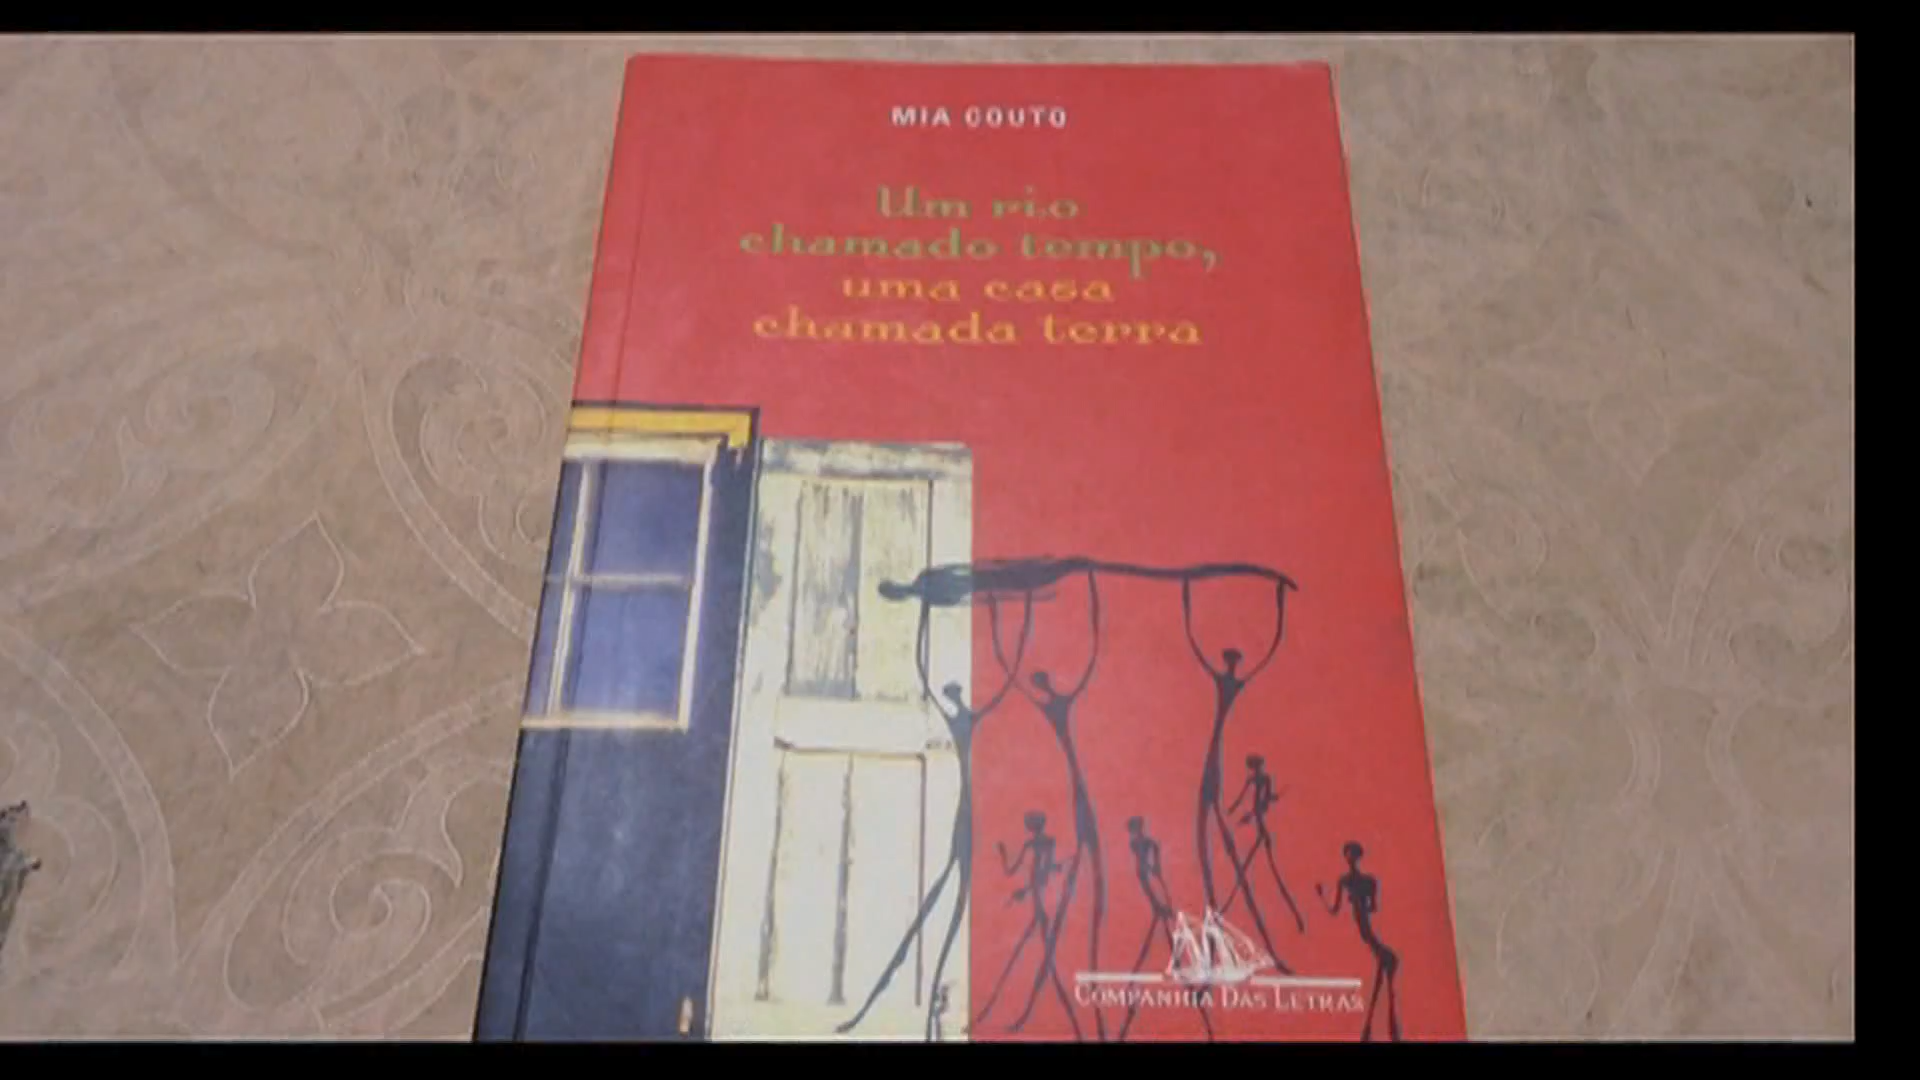 MIA COUTO
Um rio
chamado tempo,
uma casa
chamada terra
COMPANHIA DAS LETRAS